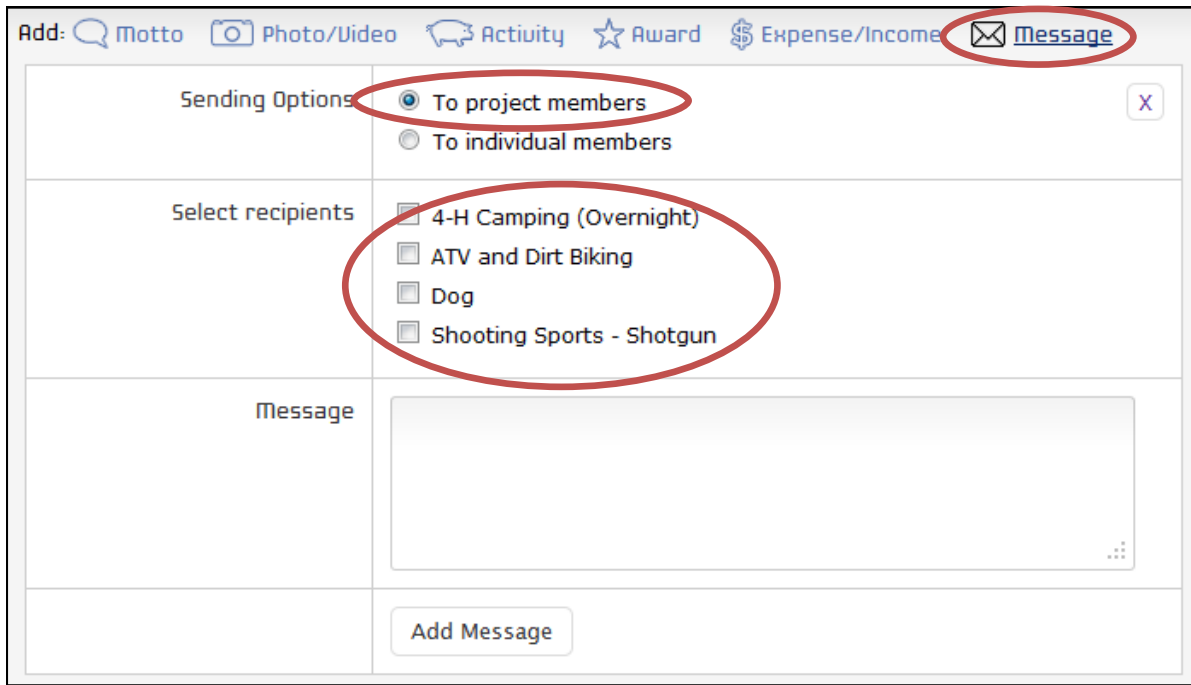 Add: Motto Photo/Video Activity Award Expense/Income Message
Sending Options To project members X
To individual members
Select recipients 4-H Camping (Overnight)
ATV and Dirt Biking
Dog
Shooting Sports - Shotgun
Message
Add Message